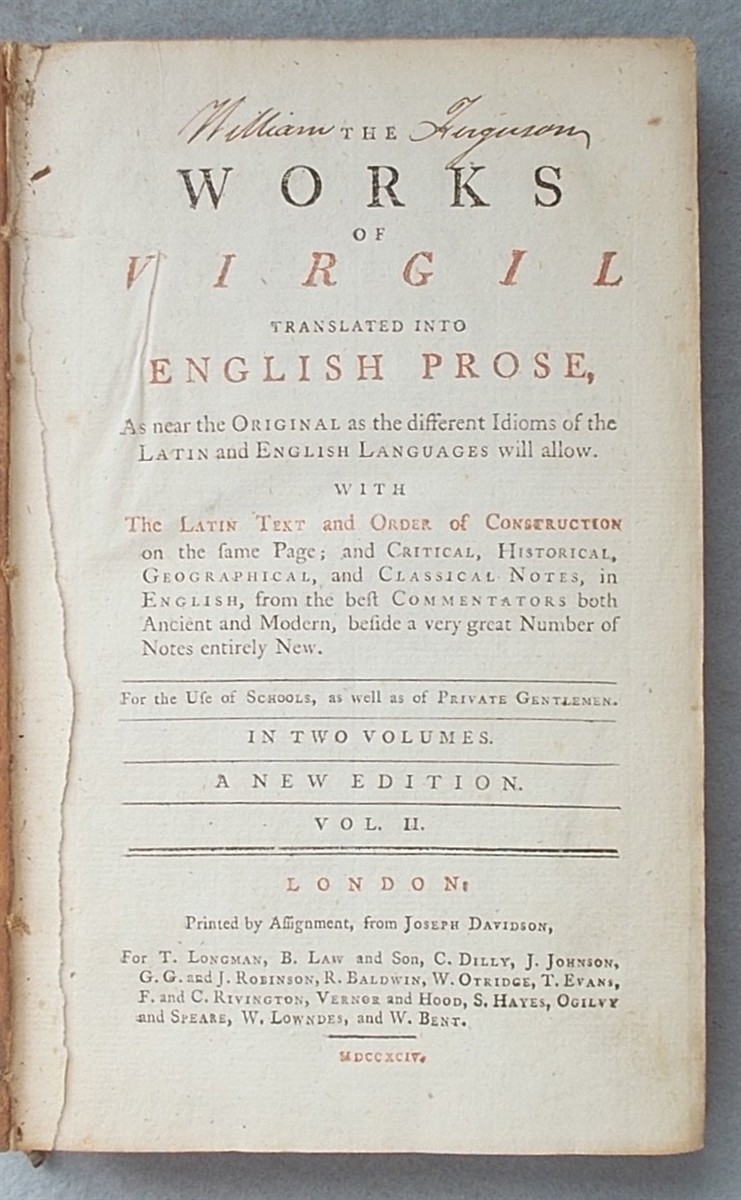 William THE Ferguson
WORKS
OF
VIRGIL
TRANSLATED INTO
ENGLISH PROSE,
As near the ORIGINAL as the different Idioms of the
LATIN and ENGLISH LANGUAGES will allow.
WITH
The LATIN TEXT and ORDER of CONSTRUCTION
on the ſame Page; and CRITICAL, HISTORICAL,
GEOGRAPHICAL, and CLASSICAL NOTES, in
ENGLISH, from the beſt COMMENTATORS both
Ancient and Modern, beſide a very great Number of
Notes entirely New.
For the Uſe of SCHOOLS, as well as of PRIVATE GENTLEMEN.
IN TWO VOLUMES.
A NEW EDITION.
VOL. II.
LONDON:
Printed by Aſſignment, from JOSEPH DAVIDSON,
For T. LONGMAN, B. LAW and SON, C. DILLY, J. JOHNSON,
G. G. and J. ROBINSON, R. BALDWIN, W. OTRIDGE, T. EVANS,
F. and C. RIVINGTON, VERNOR and HOOD, S. HAYES, OGILVY
and SPEARE, W. LOWNDES, and W. BENT.
MDCCXCIV.